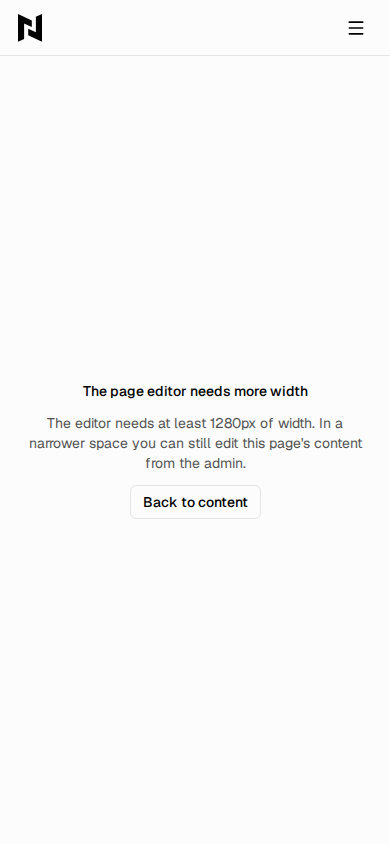 The page editor needs more width
The editor needs at least 1280px of width. In a
narrower space you can still edit this page's content
from the admin.
Back to content